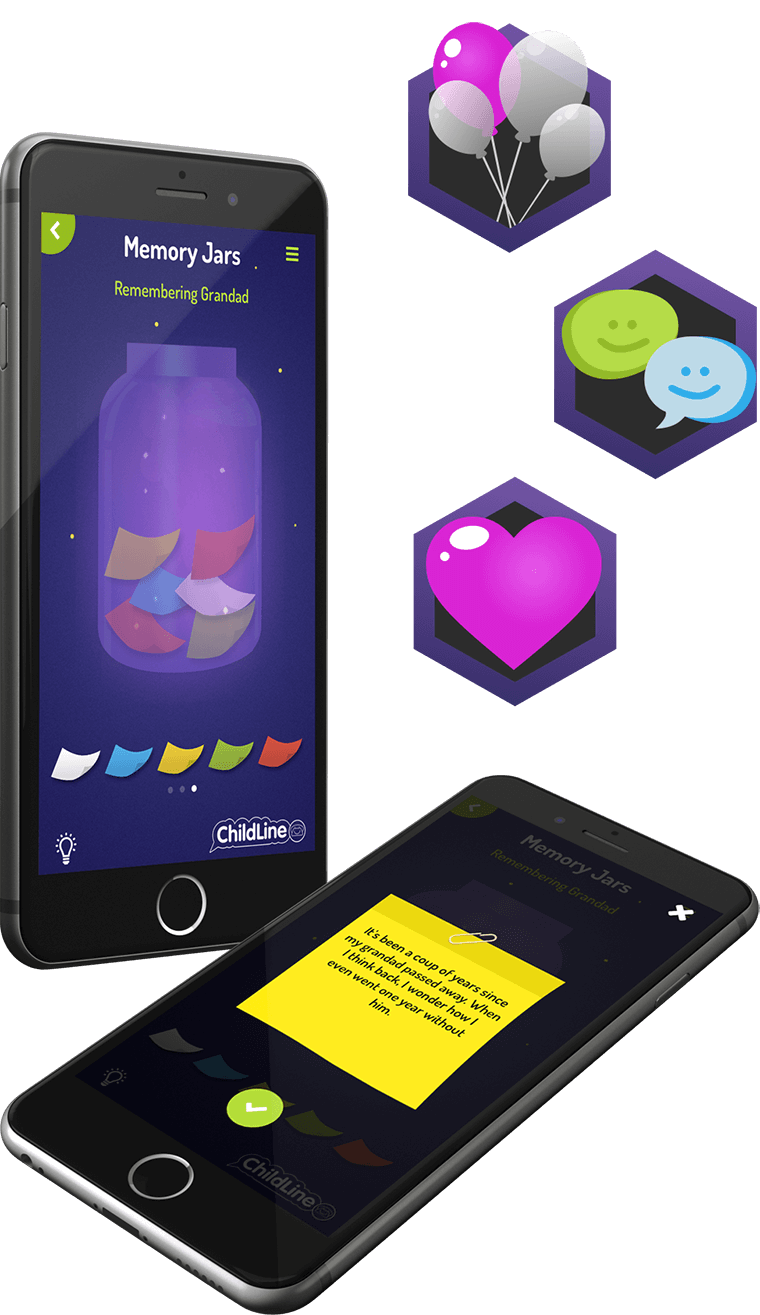 Memory Jars
Remembering Grandad
ChildLine
Memory Jars
Remembering Grandad
It's been a coup of years since
my grandad passed away. When
I think back, I wonder how I
even went one year without
him.
ChildLine